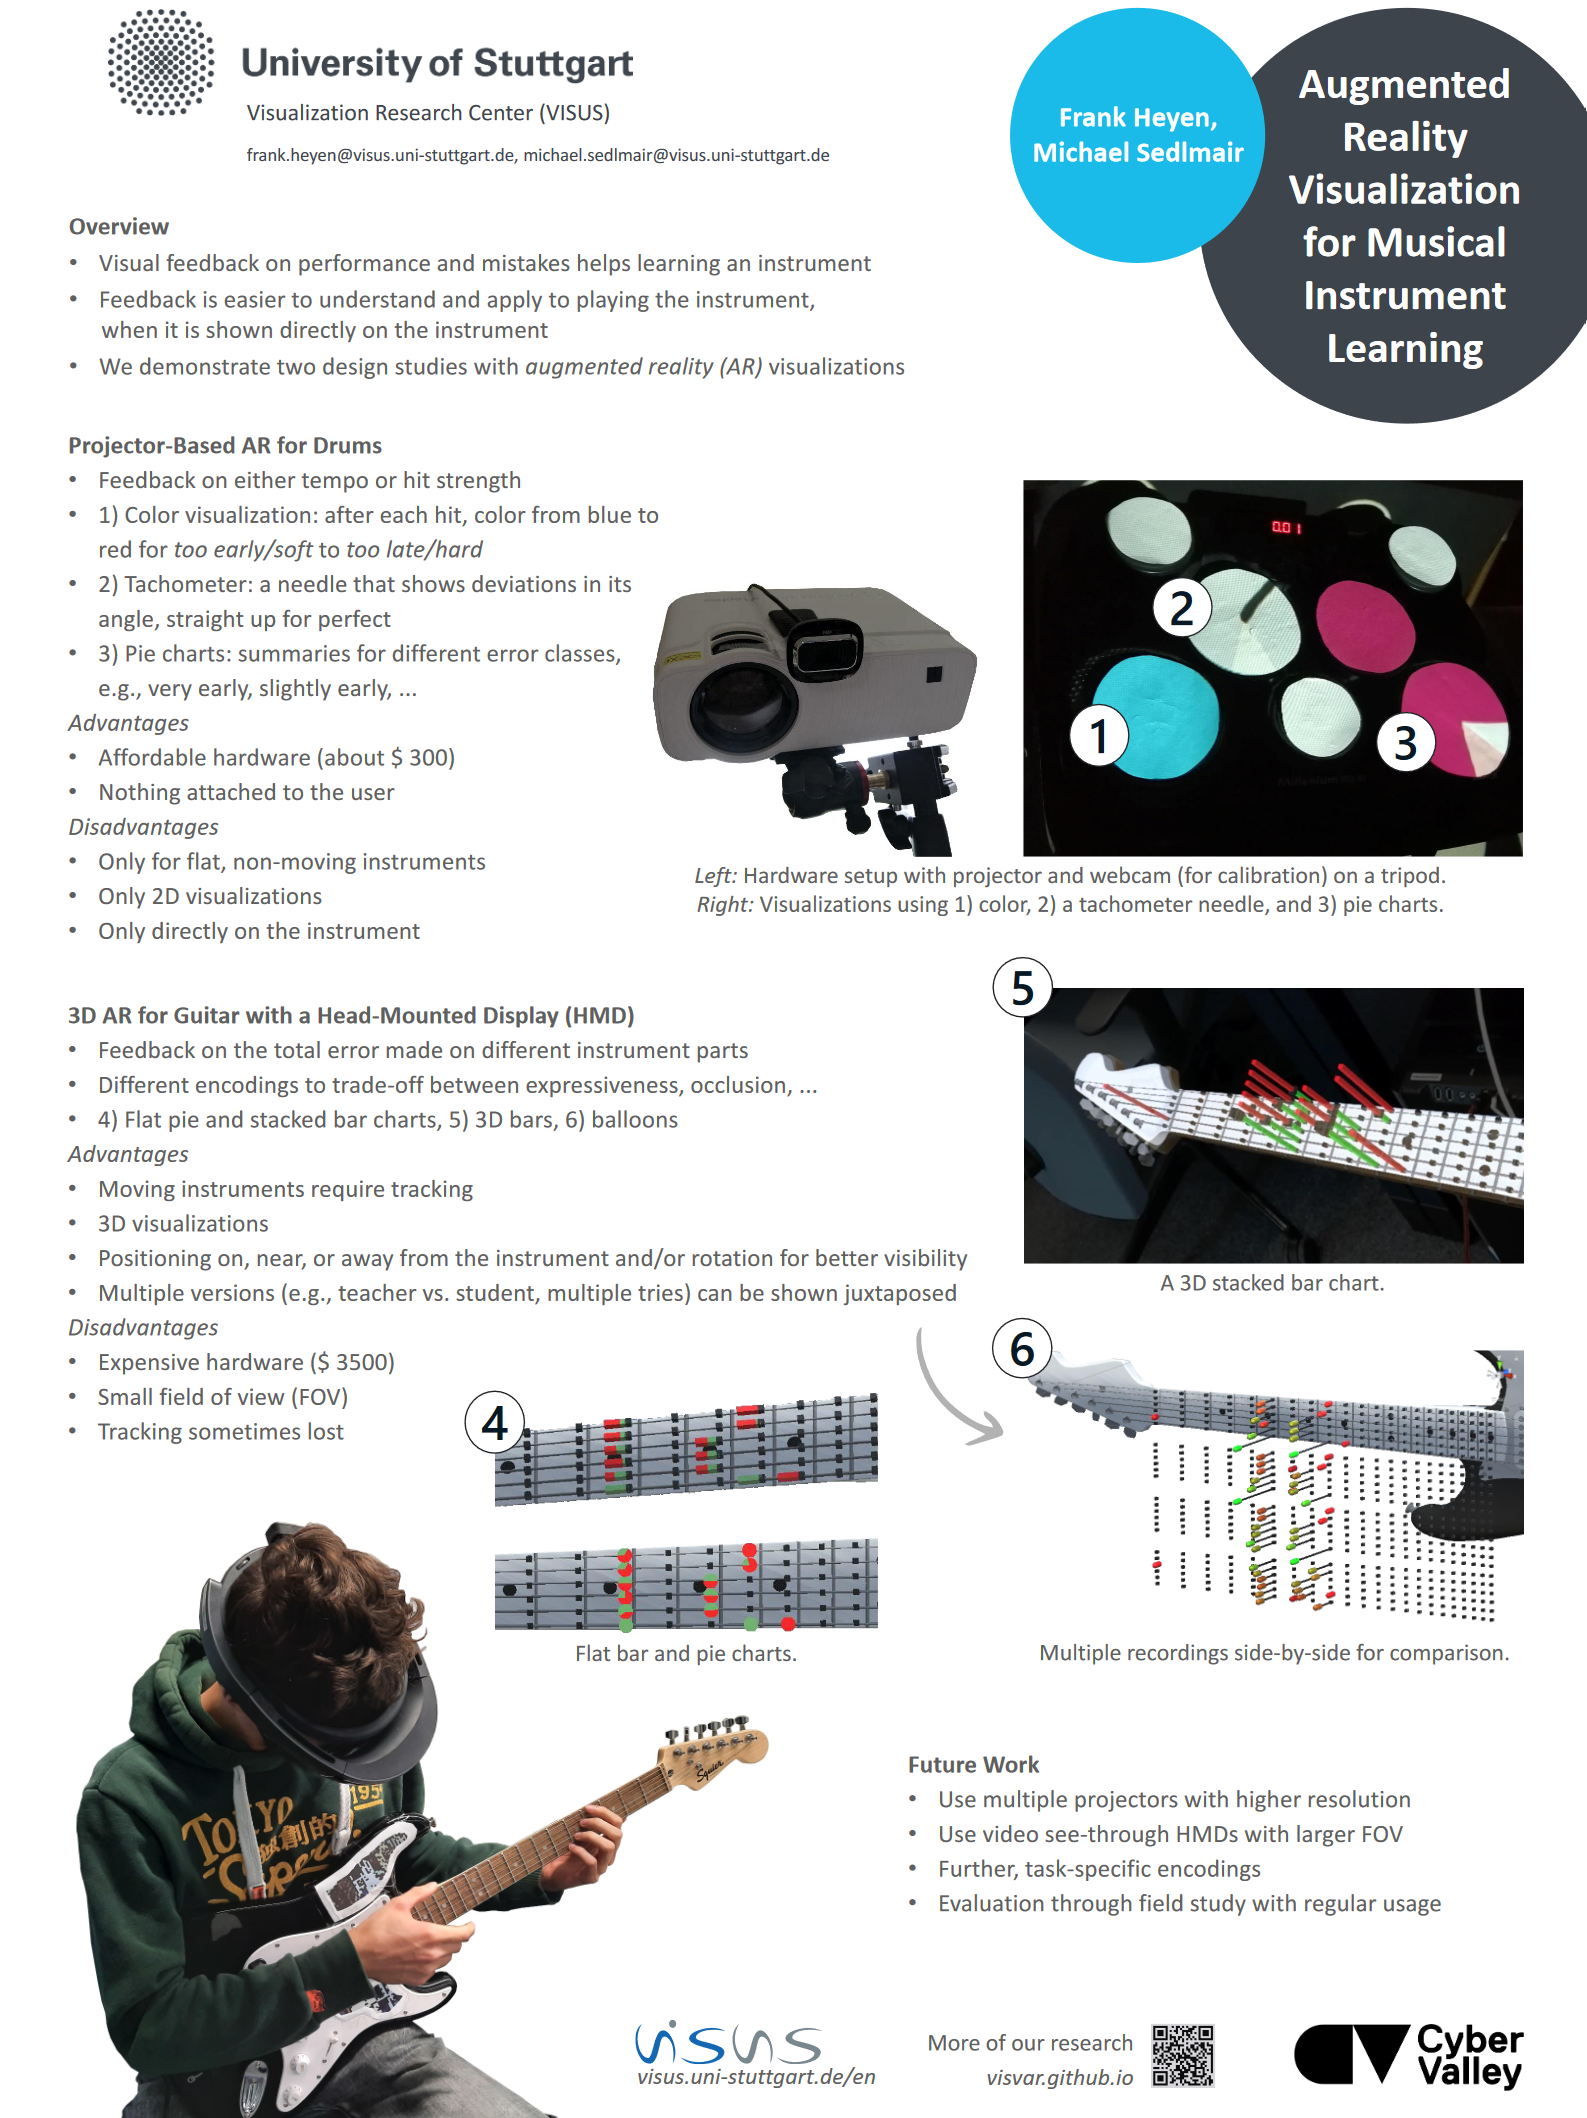 University of Stuttgart
Visualization Research Center (VISUS)
frank.heyen@visus.uni-stuttgart.de, michael.sedlmair@visus.uni-stuttgart.de
Frank Heyen,
Michael Sedlmair
Augmented
Reality
Visualization
for Musical
Instrument
Learning
Overview
• Visual feedback on performance and mistakes helps learning an instrument
• Feedback is easier to understand and apply to playing the instrument,
when it is shown directly on the instrument
• We demonstrate two design studies with augmented reality (AR) visualizations
Projector-Based AR for Drums
• Feedback on either tempo or hit strength
• 1) Color visualization: after each hit, color from blue to
red for too early/soft to too late/hard
• 2) Tachometer: a needle that shows deviations in its
angle, straight up for perfect
• 3) Pie charts: summaries for different error classes,
e.g., very early, slightly early, ...
Advantages
• Affordable hardware (about $ 300)
• Nothing attached to the user
Disadvantages
• Only for flat, non-moving instruments
• Only 2D visualizations
• Only directly on the instrument
0.01
1
2
3
Left: Hardware setup with projector and webcam (for calibration) on a tripod.
Right: Visualizations using 1) color, 2) a tachometer needle, and 3) pie charts.
3D AR for Guitar with a Head-Mounted Display (HMD)
• Feedback on the total error made on different instrument parts
• Different encodings to trade-off between expressiveness, occlusion, ...
• 4) Flat pie and stacked bar charts, 5) 3D bars, 6) balloons
Advantages
• Moving instruments require tracking
• 3D visualizations
• Positioning on, near, or away from the instrument and/or rotation for better visibility
• Multiple versions (e.g., teacher vs. student, multiple tries) can be shown juxtaposed
Disadvantages
• Expensive hardware ($ 3500)
• Small field of view (FOV)
• Tracking sometimes lost
5
A 3D stacked bar chart.
4
Flat bar and pie charts.
6
Multiple recordings side-by-side for comparison.
TOKYO
195
創的
Squier
Future Work
• Use multiple projectors with higher resolution
• Use video see-through HMDs with larger FOV
• Further, task-specific encodings
• Evaluation through field study with regular usage
visus
visus.uni-stuttgart.de/en
More of our research
visvar.github.io
Cyber
Valley